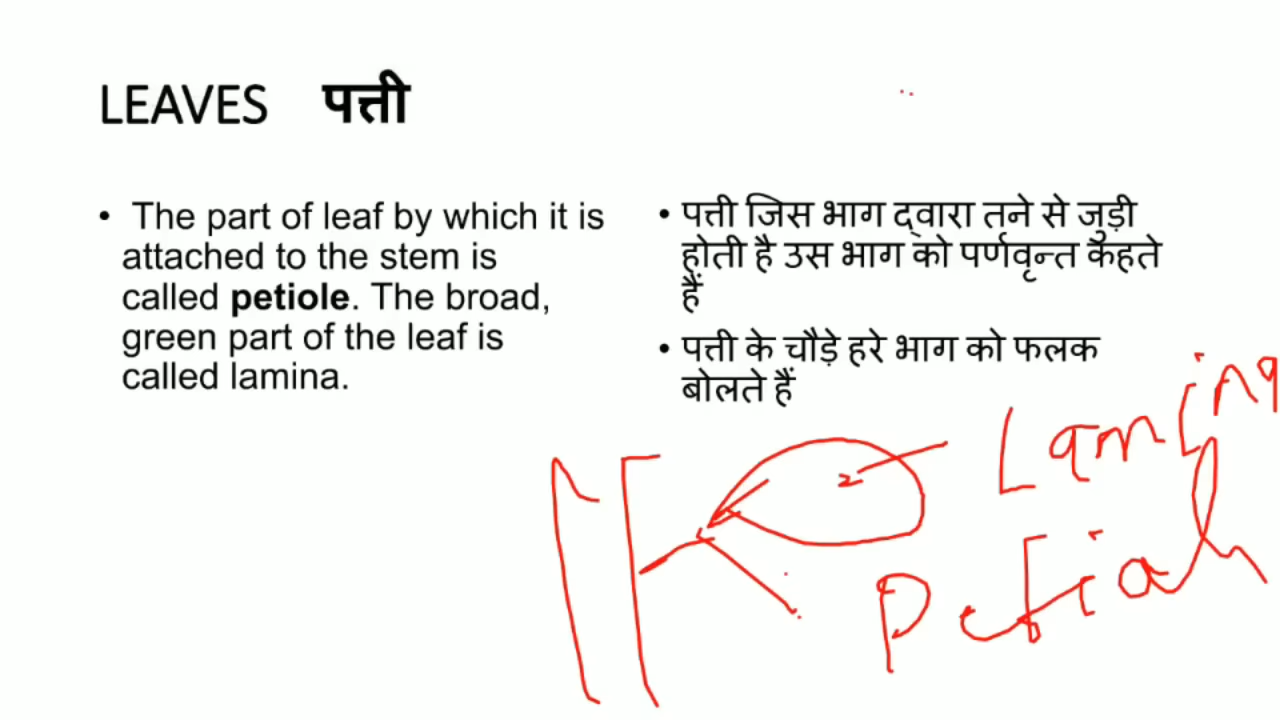 LEAVES पत्ती
• The part of leaf by which it is
attached to the stem is
called petiole. The broad,
green part of the leaf is
called lamina.
• पत्ती जिस भाग द्वारा तने से जुड़ी
होती है उस भाग को पर्णवृन्त कहते
हैं
• पत्ती के चौड़े हरे भाग को फलक
बोलते हैं
Lamina